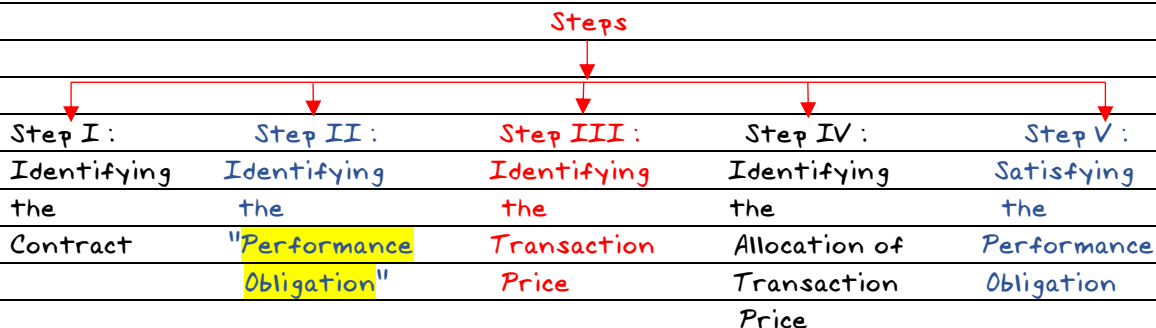 Steps
Step I :
Identifying
the
Contract
Step II :
Identifying
the
"Performance
Obligation"
Step III :
Identifying
the
Transaction
Price
Step IV :
Identifying
the
Allocation of
Transaction
Price
Step V :
Satisfying
the
Performance
Obligation